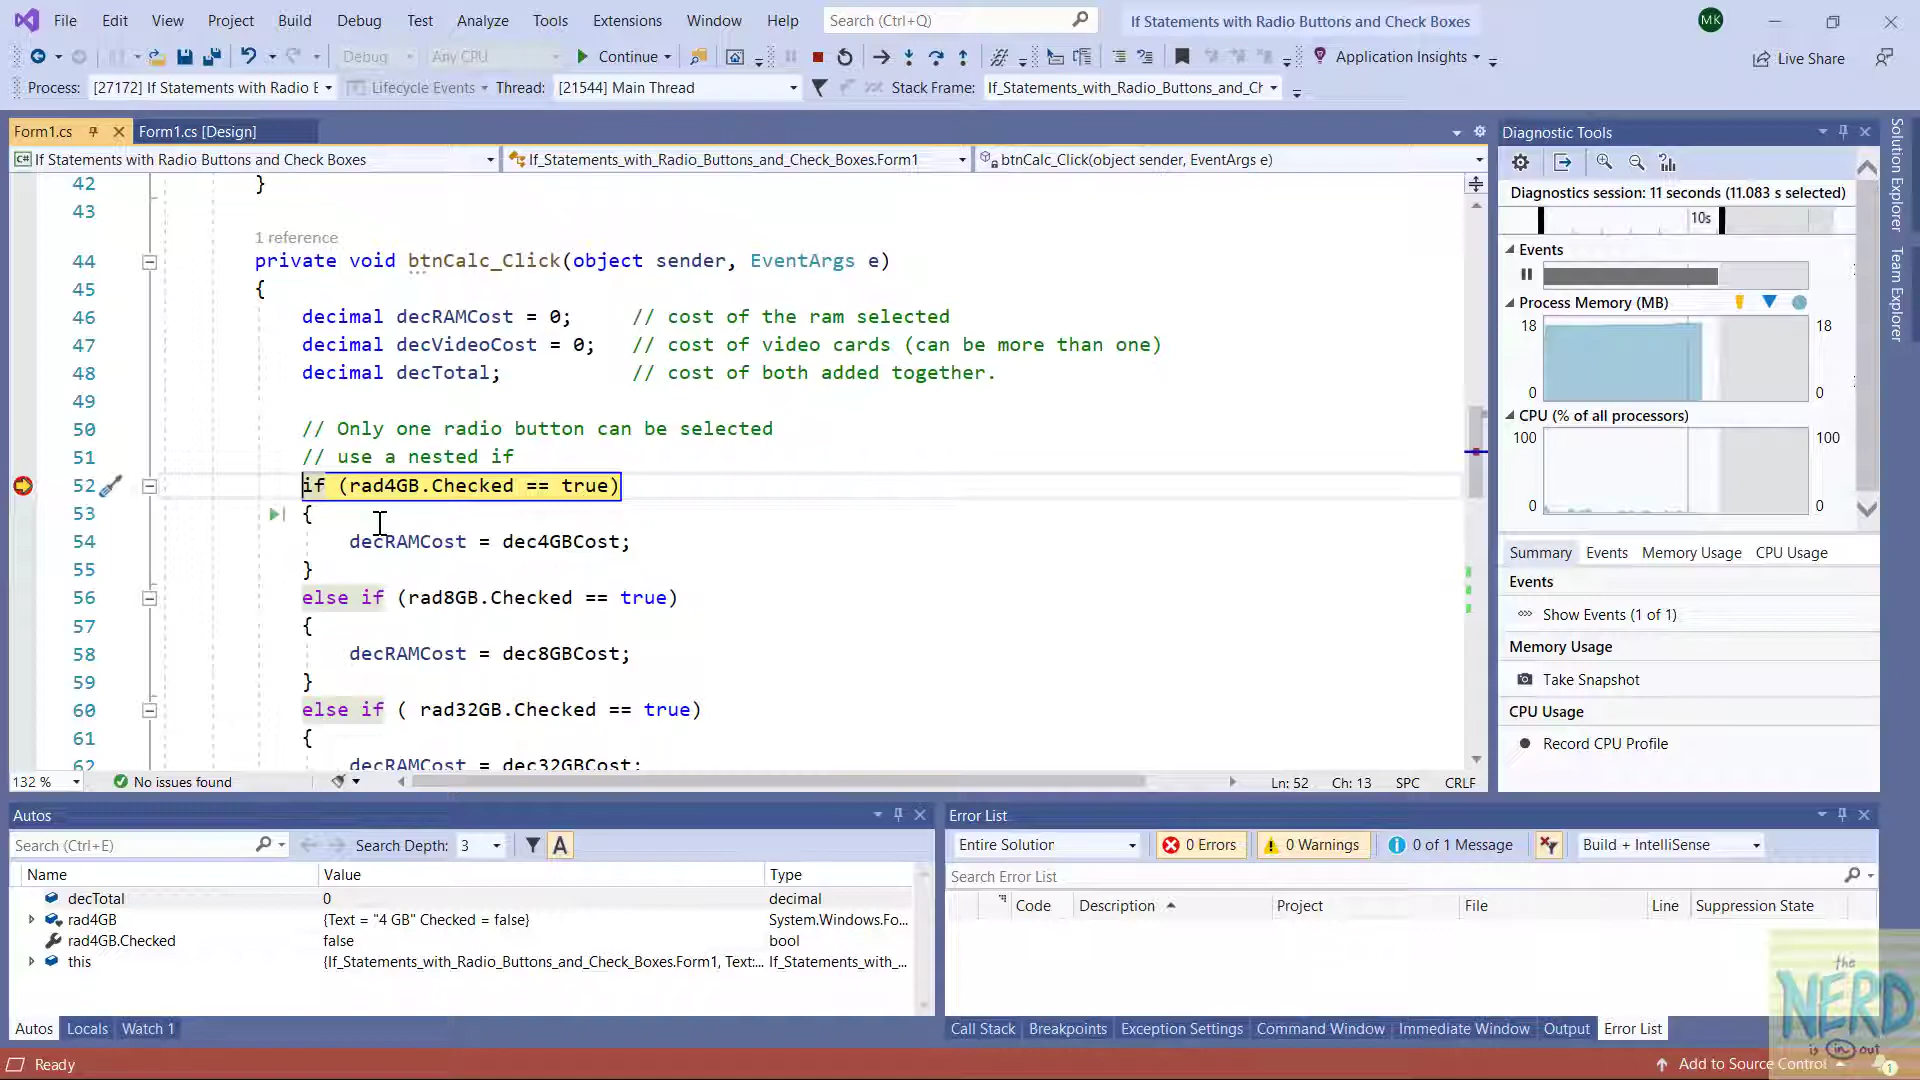 File Edit View Project Build Debug Test Analyze Tools Extensions Window Help Search (Ctrl+Q) If Statements with Radio Buttons and Check Boxes MK
Debug Any CPU Continue Application Insights Live Share
Process: [27172] If Statements with Radio E Lifecycle Events Thread: [21544] Main Thread Stack Frame: If_Statements_with_Radio_Buttons_and_Ch
Form1.cs Form1.cs [Design]
If Statements with Radio Buttons and Check Boxes If_Statements_with_Radio_Buttons_and_Check_Boxes.Form1 btnCalc_Click(object sender, EventArgs e)
42 }
43
1 reference
44 private void btnCalc_Click(object sender, EventArgs e)
45 {
46 decimal decRAMCost = 0; // cost of the ram selected
47 decimal decVideoCost = 0; // cost of video cards (can be more than one)
48 decimal decTotal; // cost of both added together.
49
50 // Only one radio button can be selected
51 // use a nested if
52 if (rad4GB.Checked == true)
53 {
54 decRAMCost = dec4GBCost;
55 }
56 else if (rad8GB.Checked == true)
57 {
58 decRAMCost = dec8GBCost;
59 }
60 else if ( rad32GB.Checked == true)
61 {
62 decRAMCost = dec32GBCost;
132 % No issues found Ln: 52 Ch: 13 SPC CRLF
Diagnostic Tools
Diagnostics session: 11 seconds (11.083 s selected)
10s
Events
Process Memory (MB)
18 18
0 0
CPU (% of all processors)
100 100
0 0
Summary Events Memory Usage CPU Usage
Events
Show Events (1 of 1)
Memory Usage
Take Snapshot
CPU Usage
Record CPU Profile
Solution Explorer
Team Explorer
Autos
Search (Ctrl+E) Search Depth: 3 A
Name Value Type
decTotal 0 decimal
rad4GB {Text = "4 GB" Checked = false} System.Windows.Fo...
rad4GB.Checked false bool
this {If_Statements_with_Radio_Buttons_and_Check_Boxes.Form1, Text:... If_Statements_with_...
Autos Locals Watch 1
Error List
Entire Solution 0 Errors 0 Warnings 0 of 1 Message Build + IntelliSense
Search Error List
Code Description Project File Line Suppression State
Call Stack Breakpoints Exception Settings Command Window Immediate Window Output Error List
Ready Add to Source Control 1
the
NERD
is in out